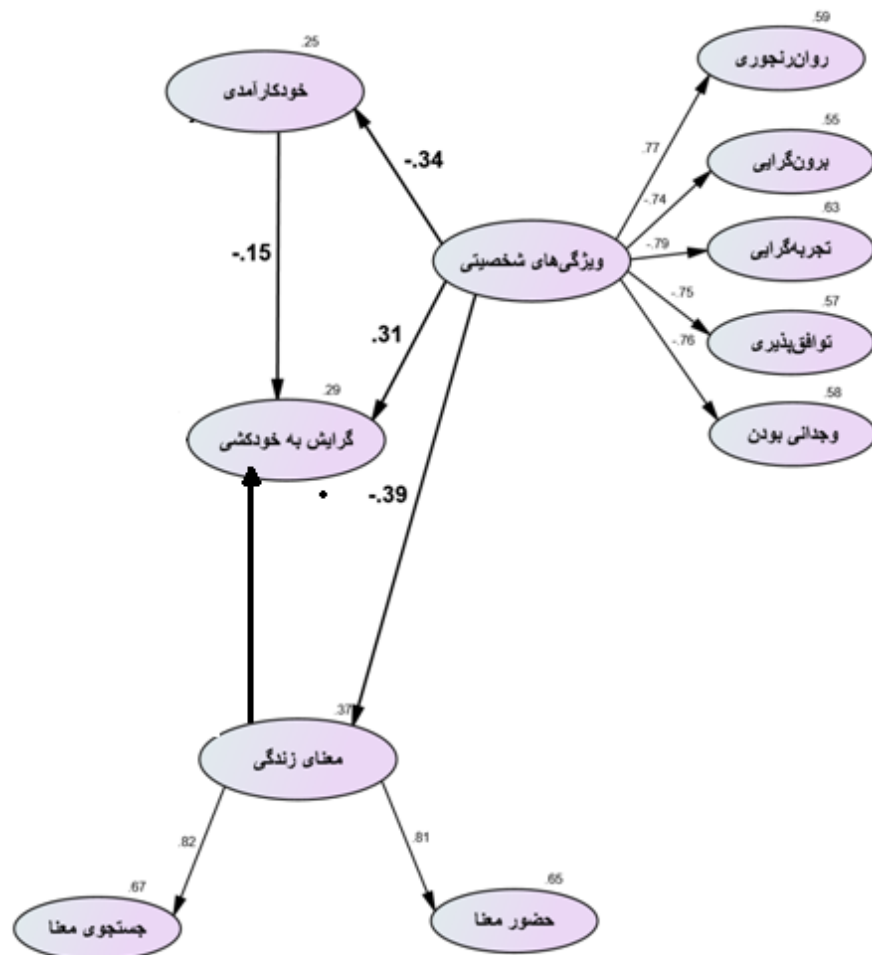 .25
خودکارآمدی
.59
روان‌رنجوری
.77
.55
برون‌گرایی
-.74
-.34
.63
تجربه‌گرایی
-.79
ویژگی‌های شخصیتی
-.15
-.75
.57
توافق‌پذیری
.31
-.76
.29
گرایش به خودکشی
.58
وجدانی بودن
-.39
.37
معنای زندگی
.82
.81
.67
جستجوی معنا
.65
حضور معنا